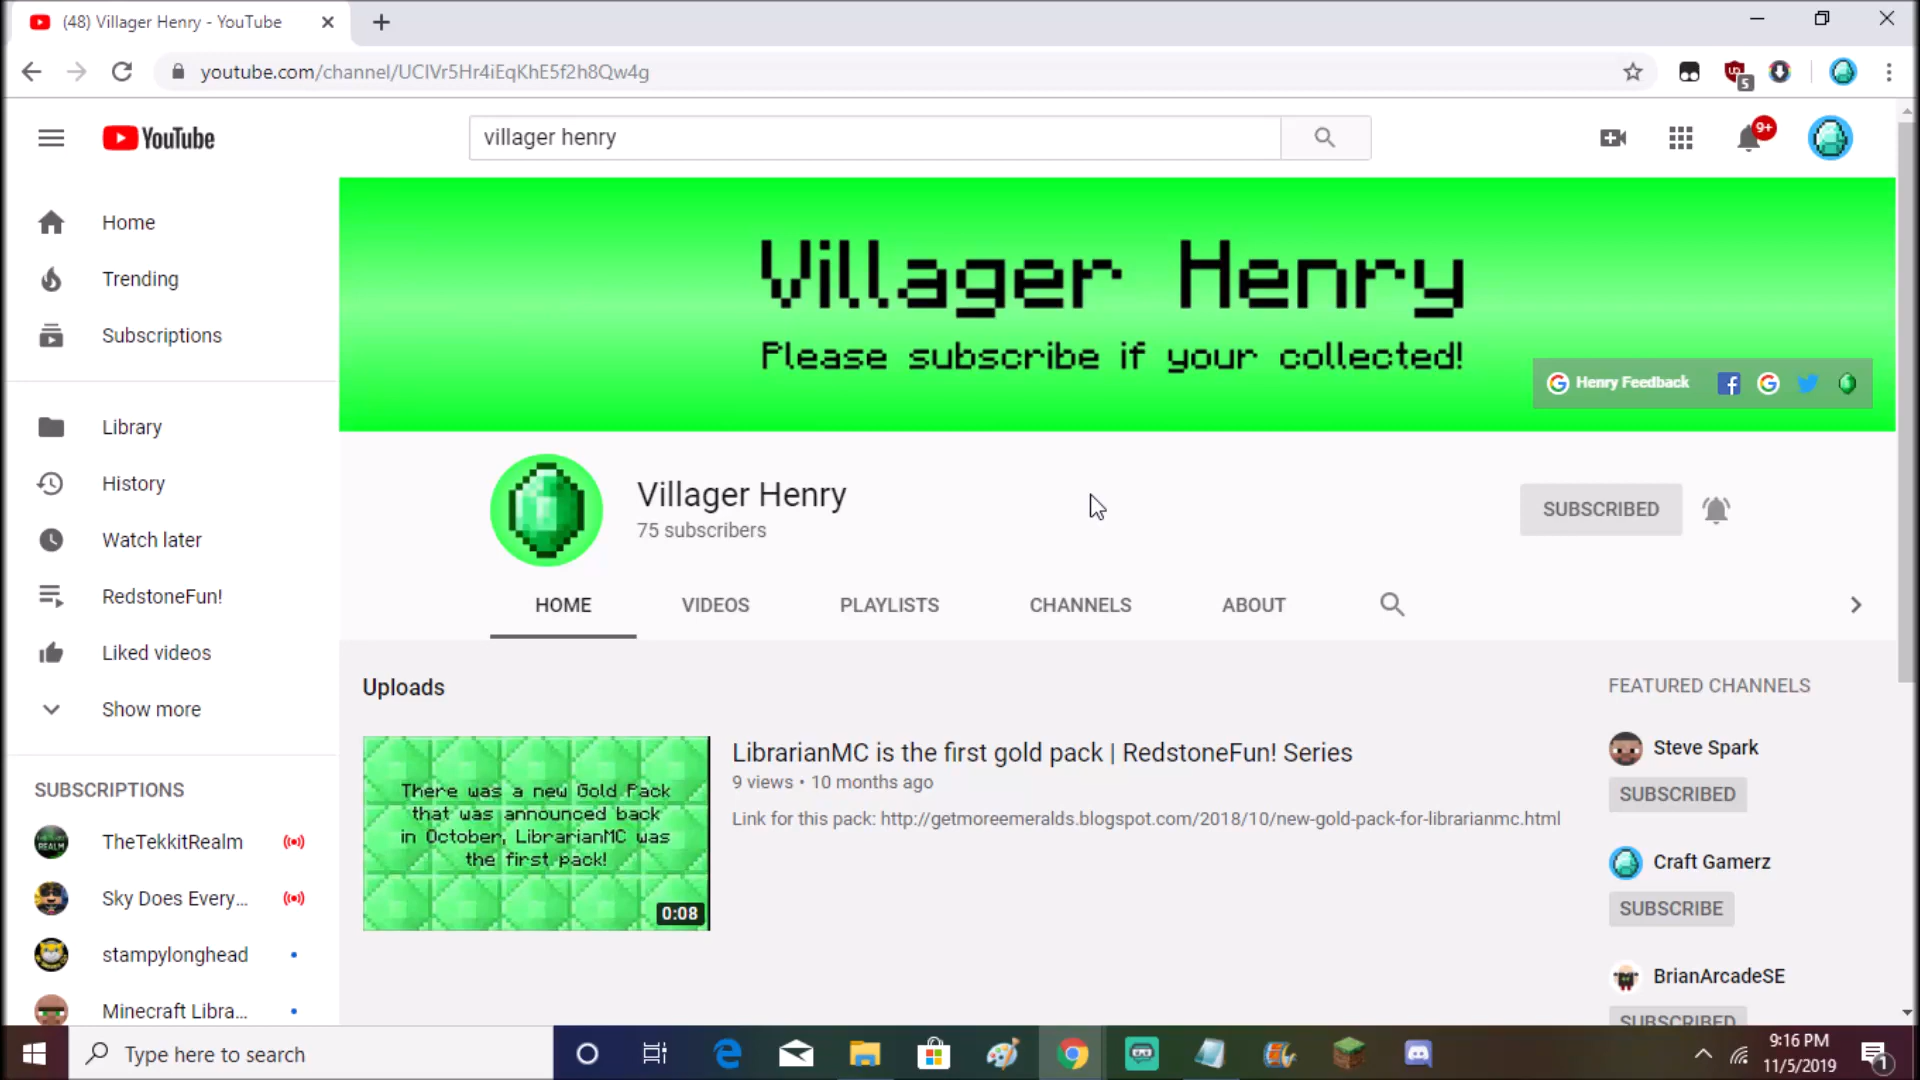 (48) Villager Henry - YouTube
youtube.com/channel/UCIVr5Hr4iEqKhE5f2h8Qw4g
5
YouTube
villager henry
9+
Home
Trending
Subscriptions
Library
History
Watch later
RedstoneFun!
Liked videos
Show more
SUBSCRIPTIONS
TheTekkitRealm
Sky Does Every...
stampylonghead
Minecraft Libra...
Villager Henry
Please subscribe if your collected!
Henry Feedback
Villager Henry
75 subscribers
SUBSCRIBED
HOME
VIDEOS
PLAYLISTS
CHANNELS
ABOUT
Uploads
There was a new Gold Pack
that was announced back
in October, LibrarianMC was
the first pack!
0:08
LibrarianMC is the first gold pack | RedstoneFun! Series
9 views • 10 months ago
Link for this pack: http://getmoreemeralds.blogspot.com/2018/10/new-gold-pack-for-librarianmc.html
FEATURED CHANNELS
Steve Spark
SUBSCRIBED
Craft Gamerz
SUBSCRIBE
BrianArcadeSE
SUBSCRIBED
Type here to search
9:16 PM
11/5/2019
1